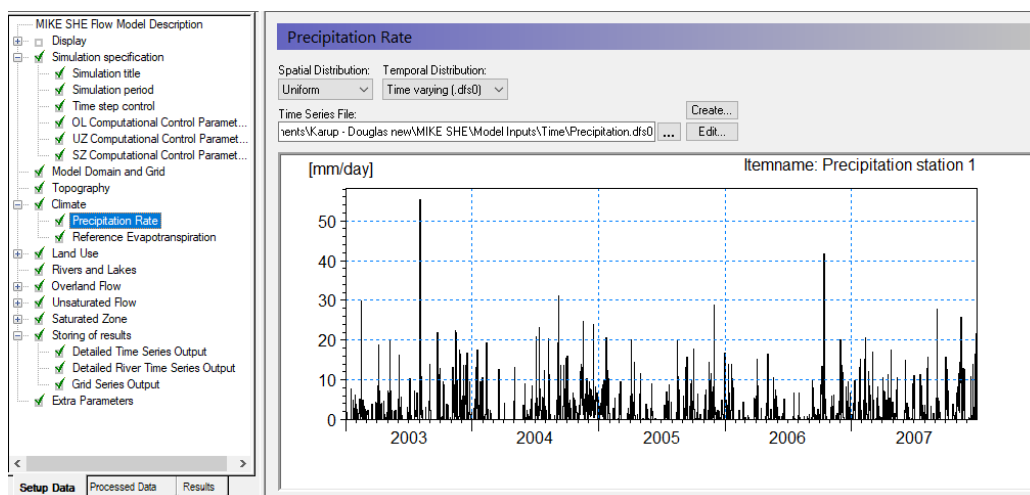 MIKE SHE Flow Model Description
Display
Simulation specification
Simulation title
Simulation period
Time step control
OL Computational Control Paramet...
UZ Computational Control Paramet...
SZ Computational Control Paramet...
Model Domain and Grid
Topography
Climate
Precipitation Rate
Reference Evapotranspiration
Land Use
Rivers and Lakes
Overland Flow
Unsaturated Flow
Saturated Zone
Storing of results
Detailed Time Series Output
Detailed River Time Series Output
Grid Series Output
Extra Parameters
Setup Data Processed Data Results
Precipitation Rate
Spatial Distribution: Temporal Distribution:
Uniform Time varying (.dfs0)
Time Series File:
nents\Karup - Douglas new\MIKE SHE\Model Inputs\Time\Precipitation.dfs0 ...
Create...
Edit...
[mm/day] Itemname: Precipitation station 1
50
40
30
20
10
0
2003 2004 2005 2006 2007